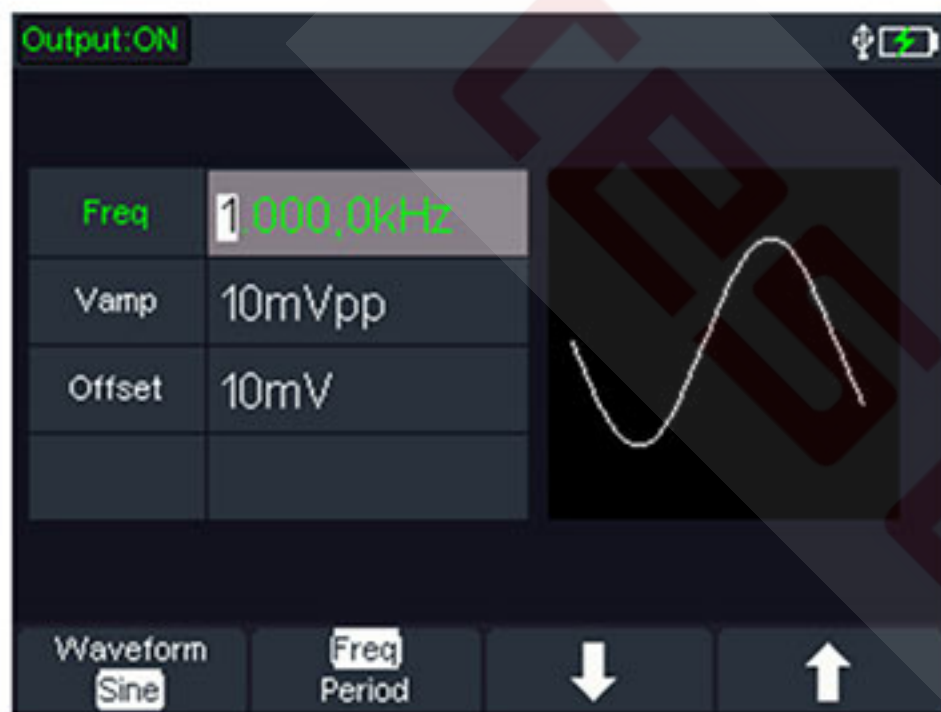 Output:ON
Freq 1.000,0kHz
Vamp 10mVpp
Offset 10mV
Waveform Freq
Sine Period